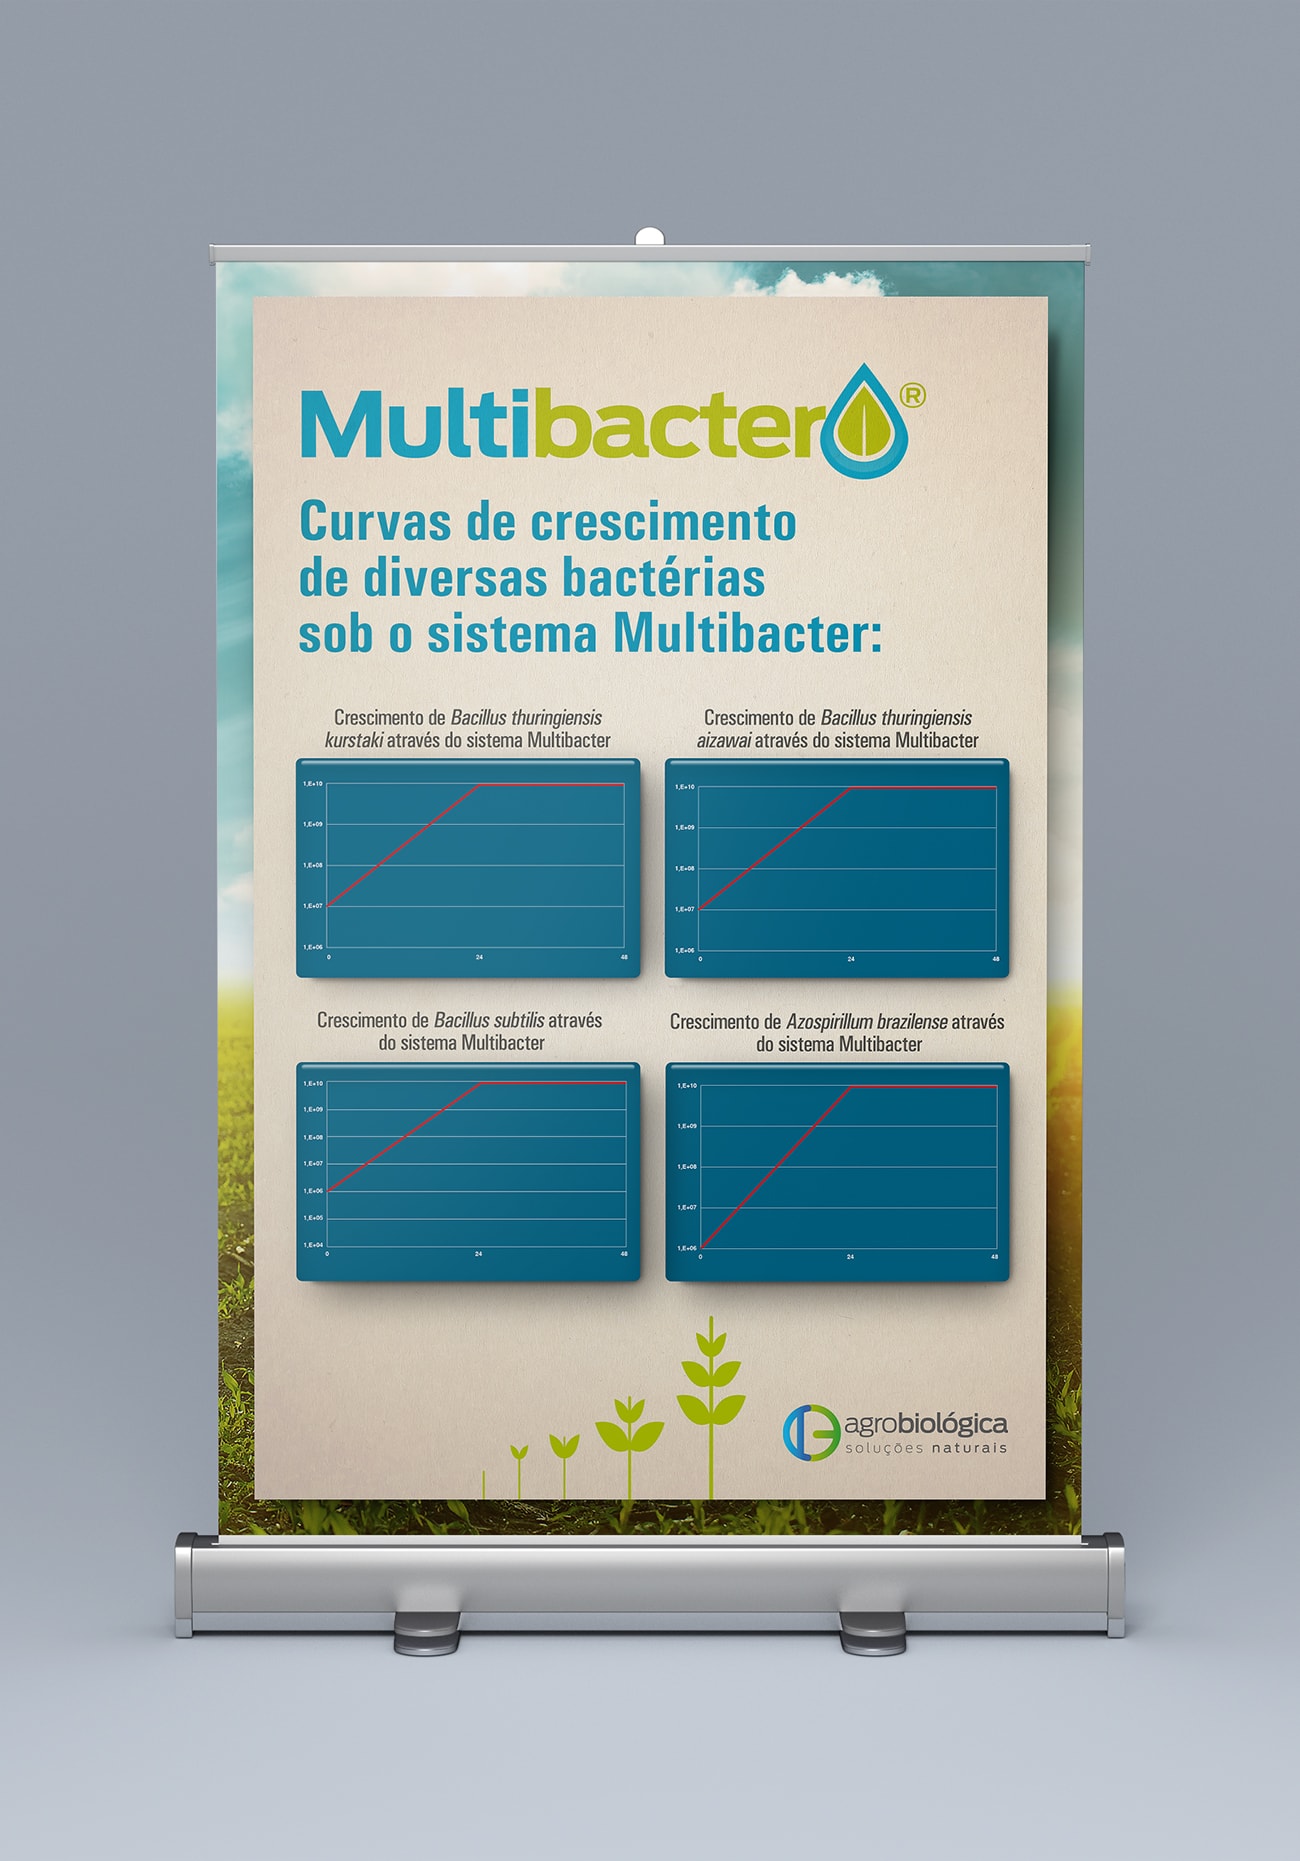 Multibacter®
Curvas de crescimento
de diversas bactérias
sob o sistema Multibacter:
Crescimento de Bacillus thuringiensis
kurstaki através do sistema Multibacter
1,E+10
1,E+09
1,E+08
1,E+07
1,E+06
0 24 48
Crescimento de Bacillus thuringiensis
aizawai através do sistema Multibacter
1,E+10
1,E+09
1,E+08
1,E+07
1,E+06
0 24 48
Crescimento de Bacillus subtilis através
do sistema Multibacter
1,E+10
1,E+09
1,E+08
1,E+07
1,E+06
1,E+05
1,E+04
0 24 48
Crescimento de Azospirillum brazilense através
do sistema Multibacter
1,E+10
1,E+09
1,E+08
1,E+07
1,E+06
0 24 48
agrobiológica
soluções naturais